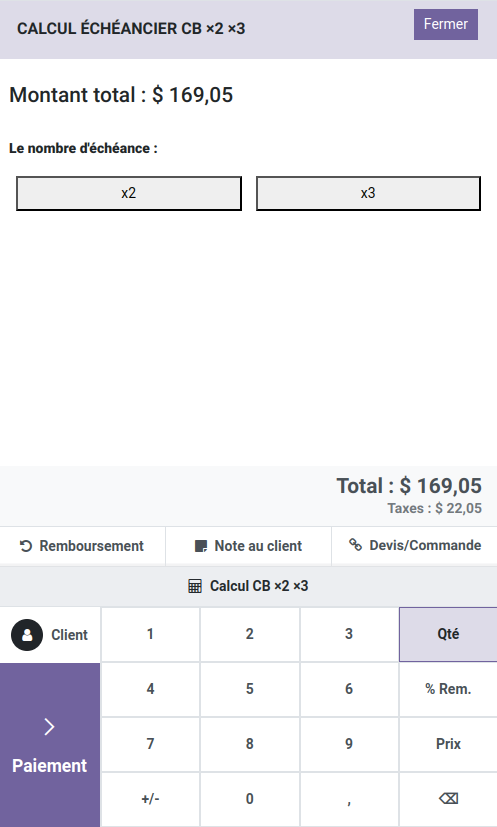 CALCUL ÉCHÉANCIER CB ×2 ×3
Fermer
Montant total : $ 169,05
Le nombre d'échéance :
x2
x3
Total : $ 169,05
Taxes : $ 22,05
Remboursement
Note au client
Devis/Commande
Calcul CB ×2 ×3
Client
1
2
3
Qté
4
5
6
% Rem.
Paiement
7
8
9
Prix
+/-
0
,
⌫